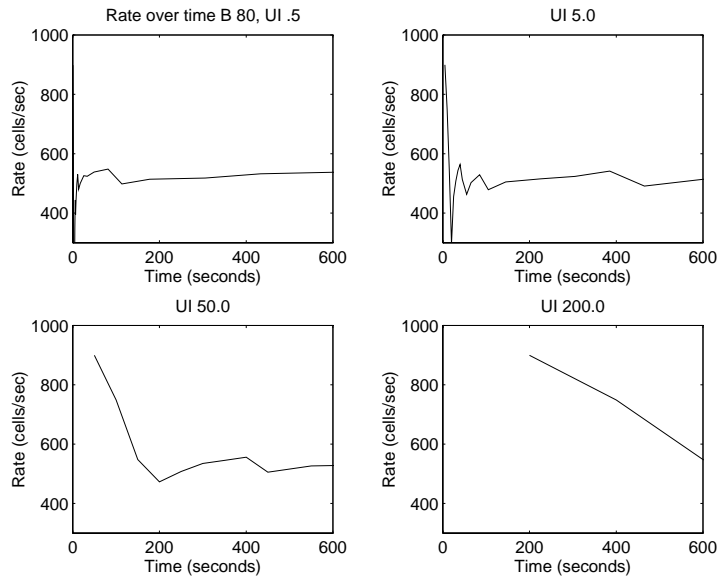 Rate over time B 80, UI .5
1000
800
600
400
Rate (cells/sec)
0 200 400 600
Time (seconds)
UI 5.0
1000
800
600
400
Rate (cells/sec)
0 200 400 600
Time (seconds)
UI 50.0
1000
800
600
400
Rate (cells/sec)
0 200 400 600
Time (seconds)
UI 200.0
1000
800
600
400
Rate (cells/sec)
0 200 400 600
Time (seconds)